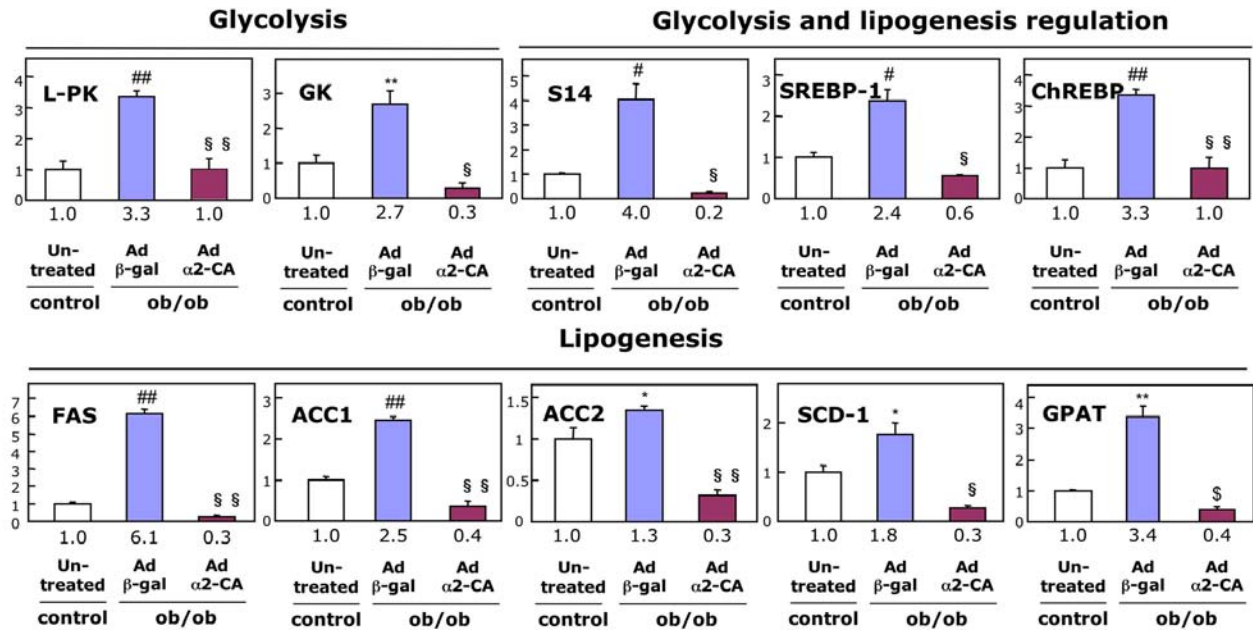 Glycolysis
Glycolysis and lipogenesis regulation
L-PK
##
§ §
4
3
2
1
0
1.0 3.3 1.0
Un-treated
Ad β-gal
Ad α2-CA
control
ob/ob
GK
**
§
3
2
1
0
1.0 2.7 0.3
Un-treated
Ad β-gal
Ad α2-CA
control
ob/ob
S14
#
§
5
4
3
2
1
0
1.0 4.0 0.2
Un-treated
Ad β-gal
Ad α2-CA
control
ob/ob
SREBP-1
#
§
3
2
1
0
1.0 2.4 0.6
Un-treated
Ad β-gal
Ad α2-CA
control
ob/ob
ChREBP
##
§ §
4
3
2
1
0
1.0 3.3 1.0
Un-treated
Ad β-gal
Ad α2-CA
control
ob/ob
Lipogenesis
FAS
##
§ §
7
6
5
4
3
2
1
0
1.0 6.1 0.3
Un-treated
Ad β-gal
Ad α2-CA
control
ob/ob
ACC1
##
§ §
3
2
1
0
1.0 2.5 0.4
Un-treated
Ad β-gal
Ad α2-CA
control
ob/ob
ACC2
*
§ §
1.5
1
0.5
0
1.0 1.3 0.3
Un-treated
Ad β-gal
Ad α2-CA
control
ob/ob
SCD-1
*
§
2
1
0
1.0 1.8 0.3
Un-treated
Ad β-gal
Ad α2-CA
control
ob/ob
GPAT
**
$
4
3
2
1
0
1.0 3.4 0.4
Un-treated
Ad β-gal
Ad α2-CA
control
ob/ob